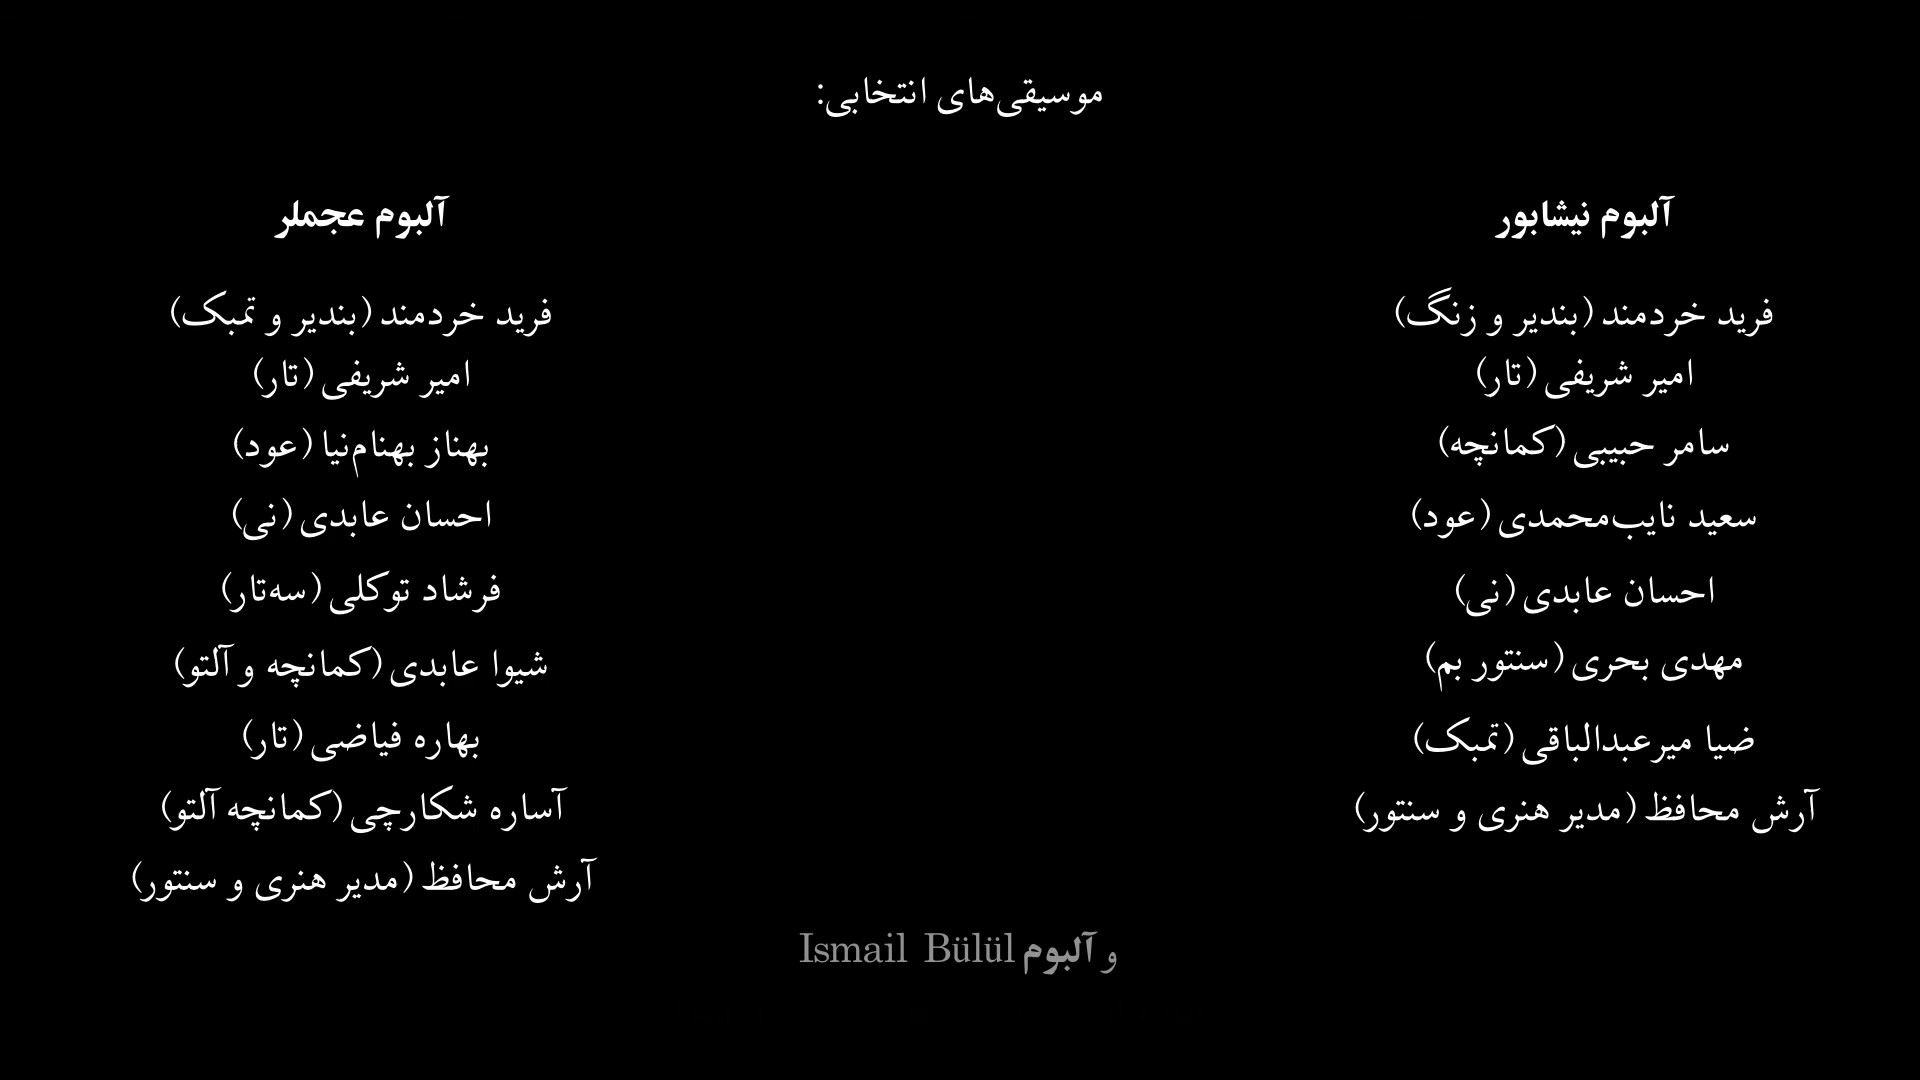 موسیقی‌های انتخابی:
آلبوم نیشابور
فرید خردمند (بندیر و زنگ)
امیر شریفی (تار)
سامر حبیبی (کمانچه)
سعید نایب‌محمدی (عود)
احسان عابدی (نی)
مهدی بحری (سنتور بم)
ضیا میرعبدالباقی (تمبک)
آرش محافظ (مدیر هنری و سنتور)
آلبوم عجملر
فرید خردمند (بندیر و تمبک)
امیر شریفی (تار)
بهناز بهنام‌نیا (عود)
احسان عابدی (نی)
فرشاد توکلی (سه‌تار)
شیوا عابدی (کمانچه و آلتو)
بهاره فیاضی (تار)
آساره شکارچی (کمانچه آلتو)
آرش محافظ (مدیر هنری و سنتور)
و آلبوم Ismail Bülül